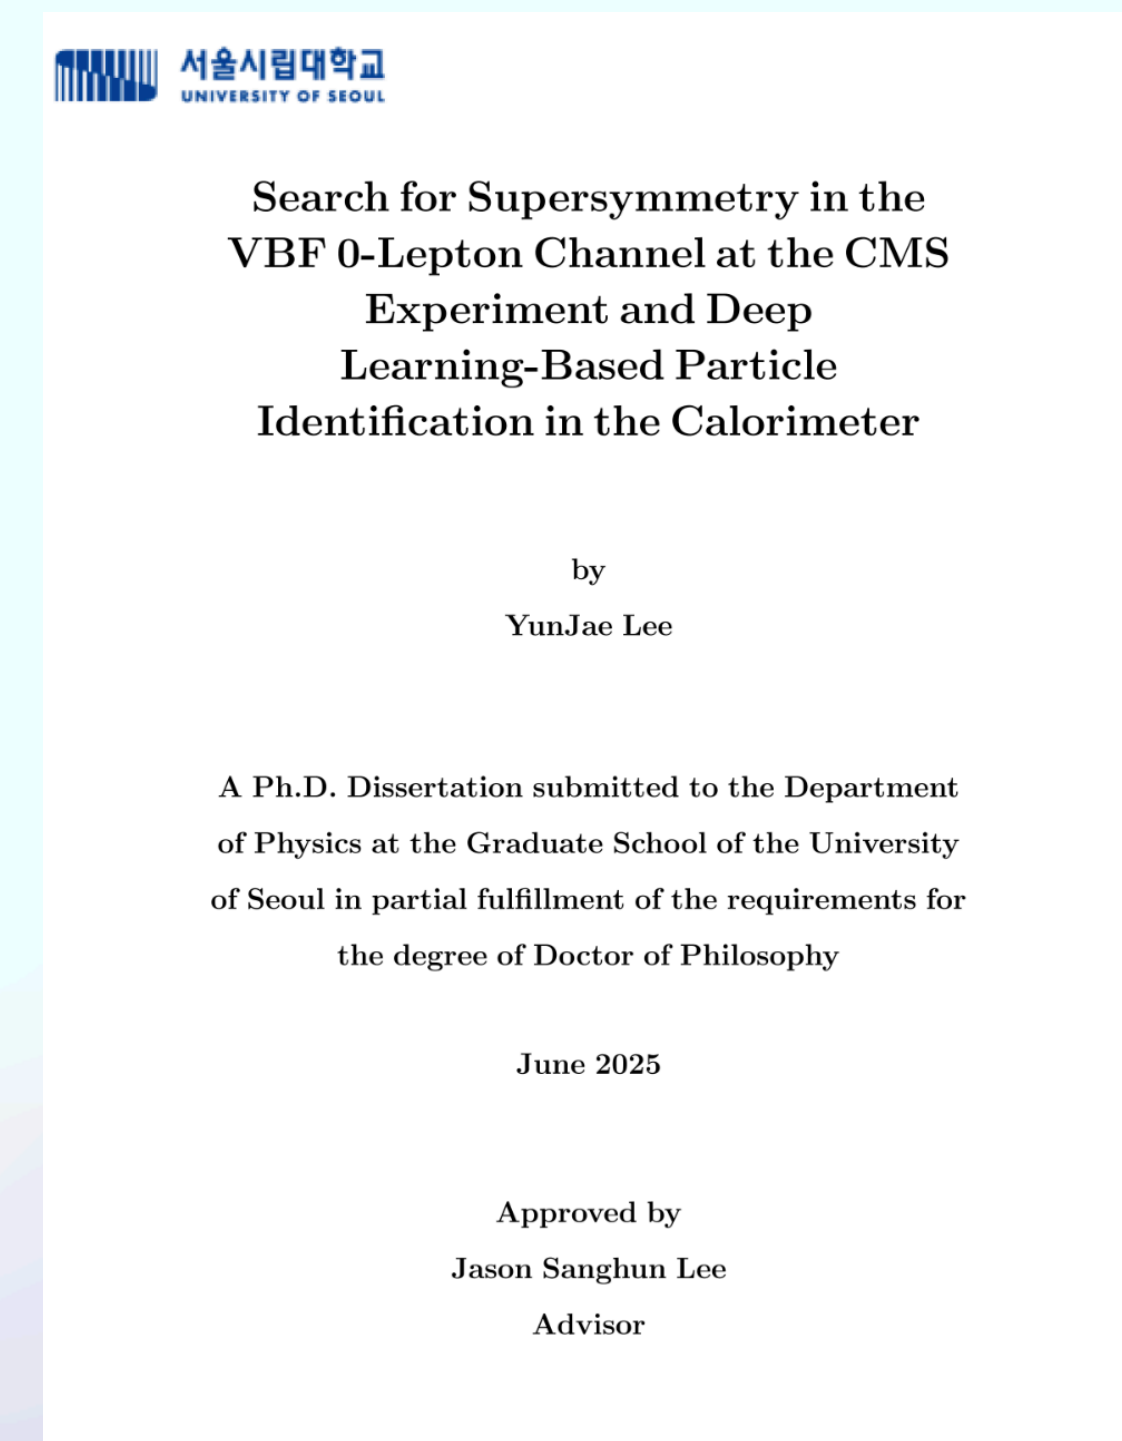 서울시립대학교
UNIVERSITY OF SEOUL
Search for Supersymmetry in the
VBF 0-Lepton Channel at the CMS
Experiment and Deep
Learning-Based Particle
Identification in the Calorimeter
by
YunJae Lee
A Ph.D. Dissertation submitted to the Department
of Physics at the Graduate School of the University
of Seoul in partial fulfillment of the requirements for
the degree of Doctor of Philosophy
June 2025
Approved by
Jason Sanghun Lee
Advisor